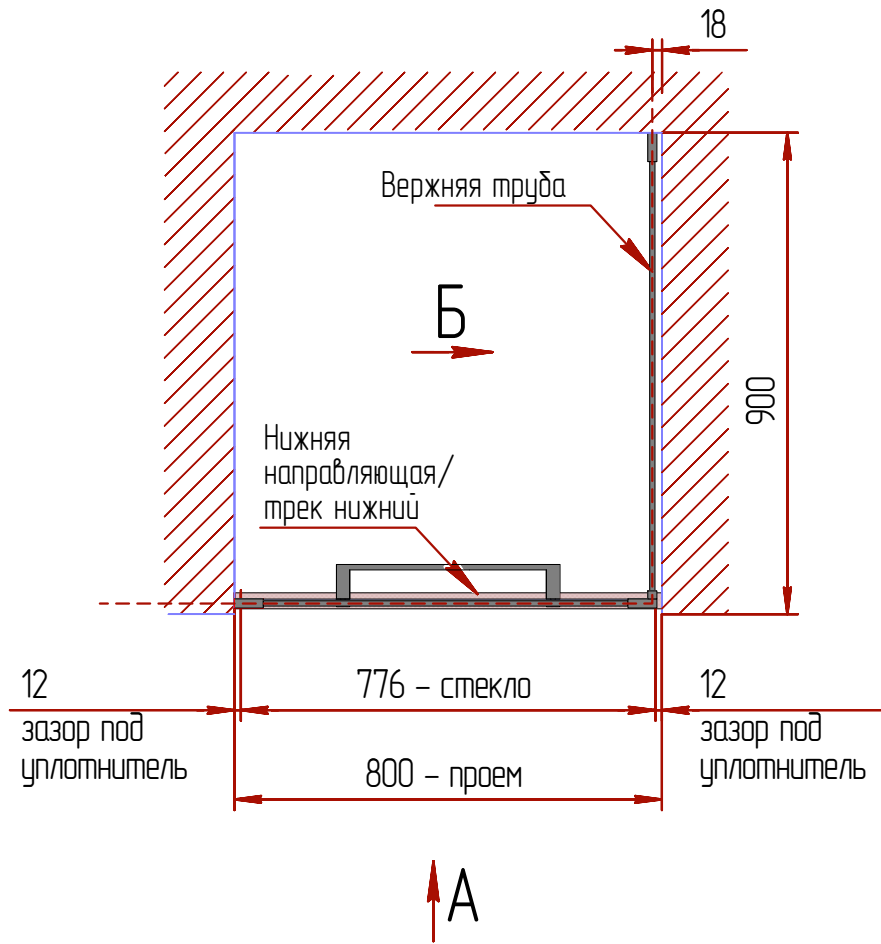 18
Вержняя труба
Б
900
Нижняя
направляющая/
трек нижний
12
776 – стекло
12
зазор под
уплотнитель
зазор под
уплотнитель
800 – проем
А